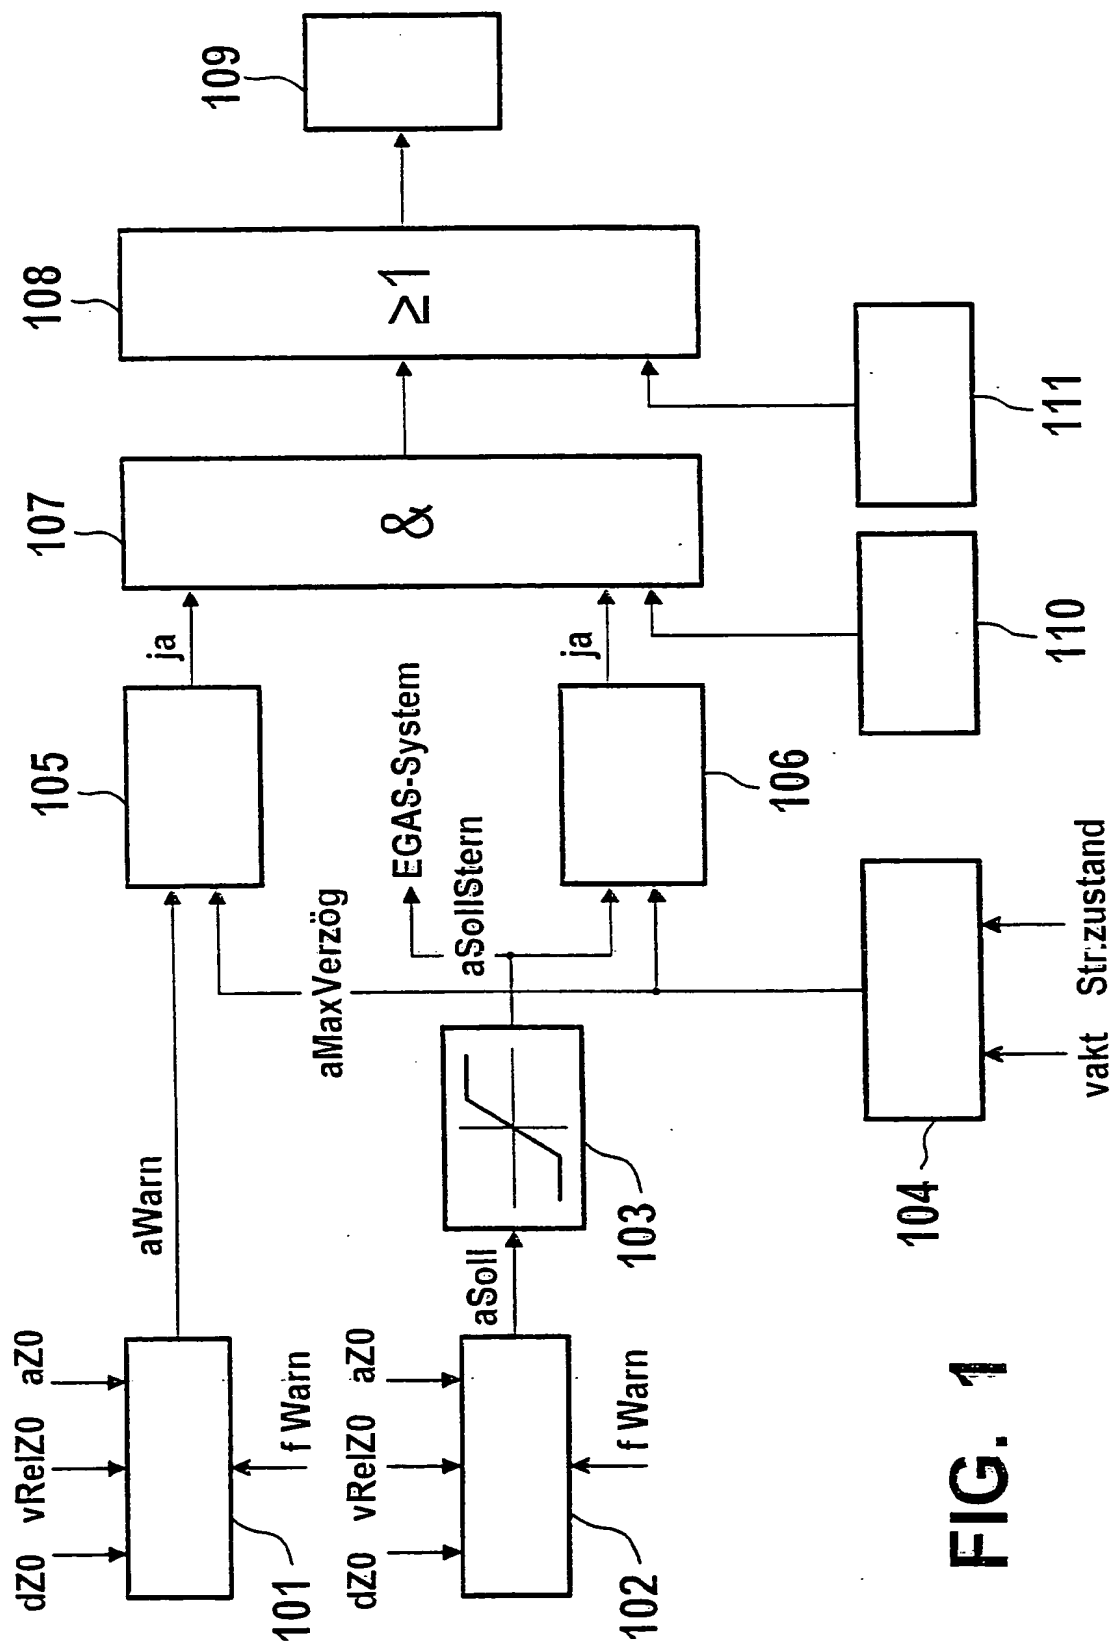 dZ0 vRelZ0 aZ0
101
f Warn
aWarn
dZ0 vRelZ0 aZ0
102
f Warn
aSoll
103
aMaxVerzög
aSollStern
EGAS-System
104
vakt Str.zustand
105
ja
106
ja
107
&
108
≥1
109
110
111
FIG. 1